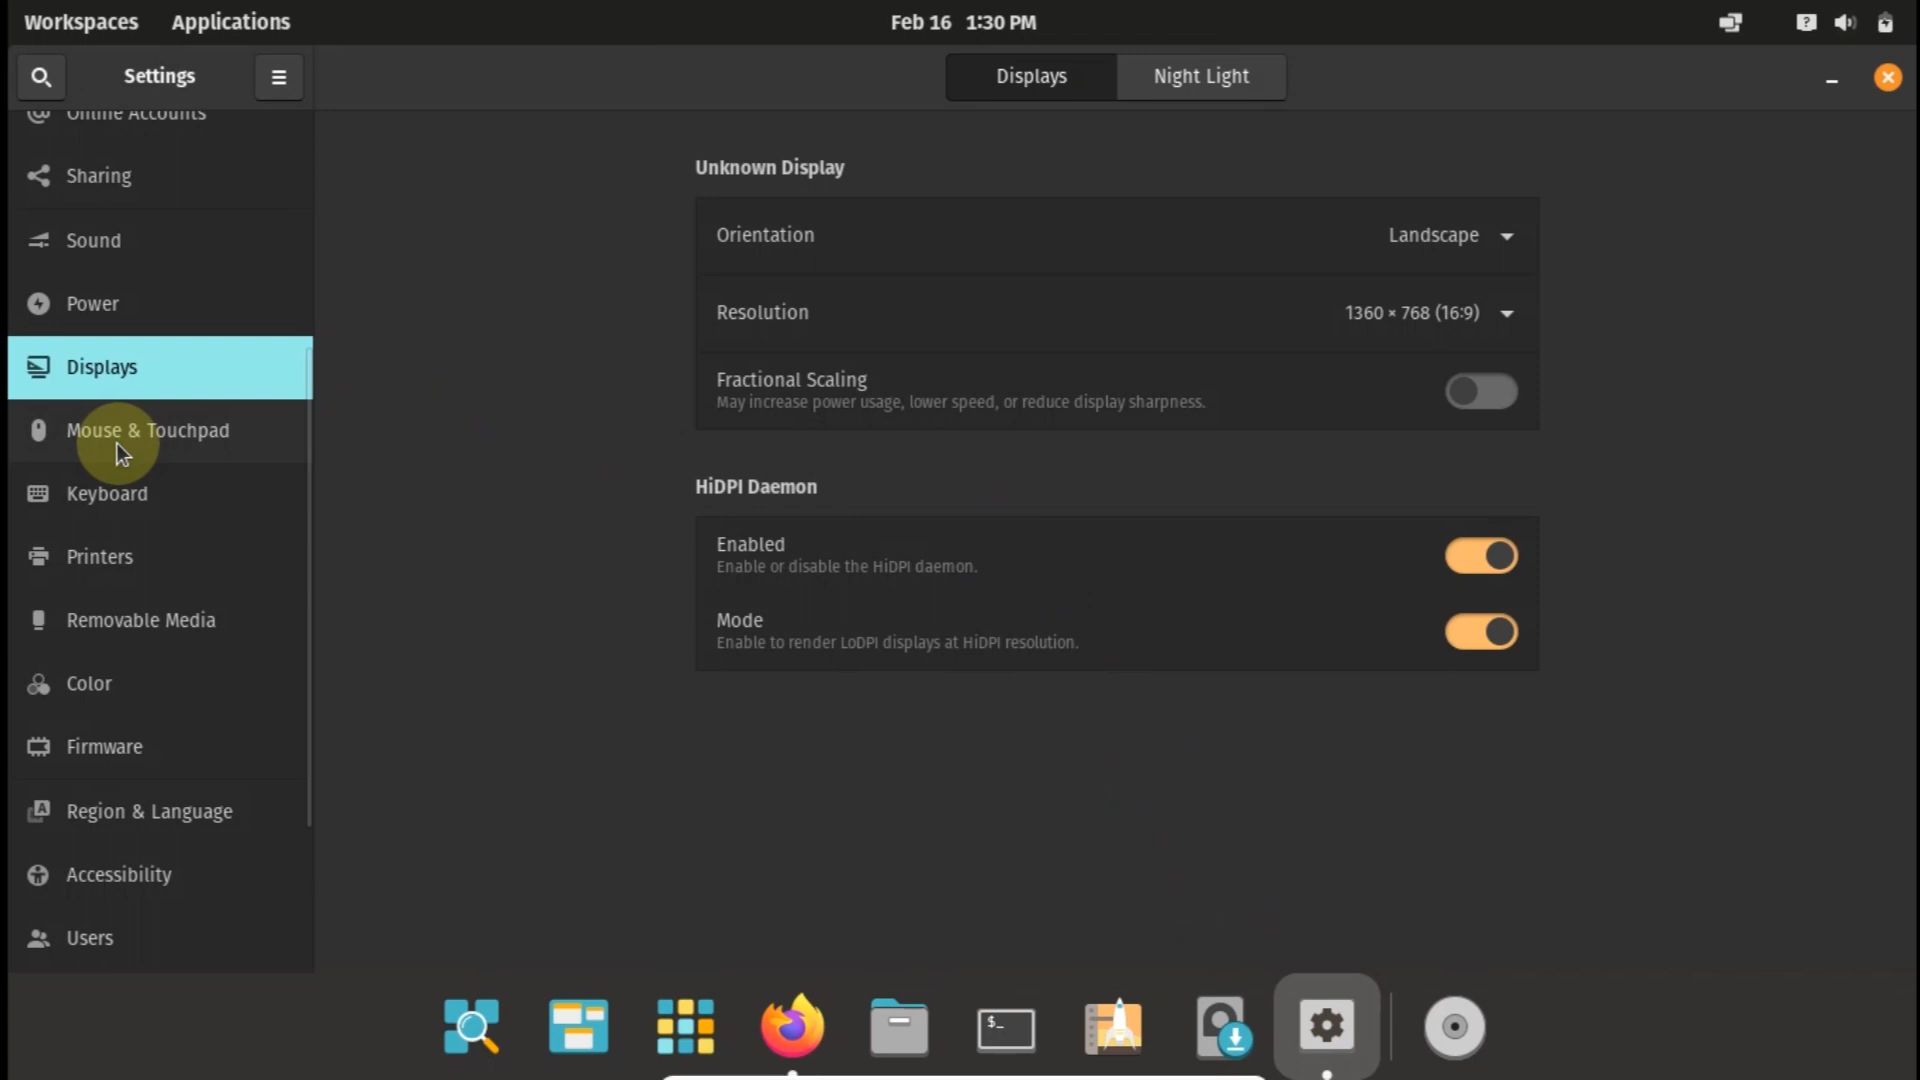 Workspaces Applications Feb 16 1:30 PM
Settings Displays Night Light
Online Accounts
Sharing
Sound
Power
Displays
Mouse & Touchpad
Keyboard
Printers
Removable Media
Color
Firmware
Region & Language
Accessibility
Users
Unknown Display
Orientation Landscape
Resolution 1360 × 768 (16:9)
Fractional Scaling
May increase power usage, lower speed, or reduce display sharpness.
HiDPI Daemon
Enabled
Enable or disable the HiDPI daemon.
Mode
Enable to render LoDPI displays at HiDPI resolution.
$_